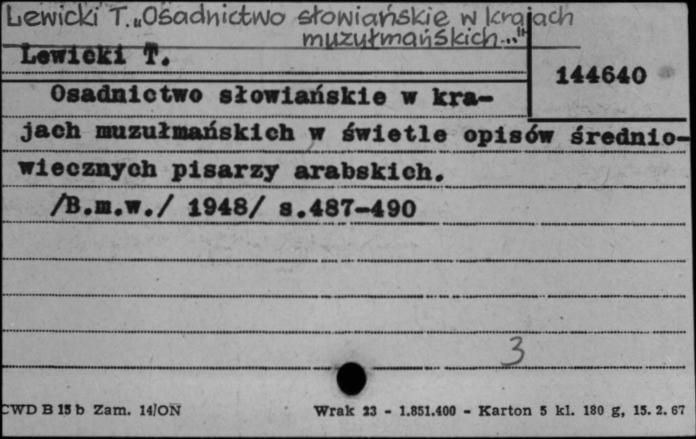 Lewicki T. „Osadnictwo słowiańskie w krajach
muzułmańskich..."
Lewicki T.
144640
Osadnictwo słowiańskie w kra-
jach muzułmańskich w świetle opisów średnio-
wiecznych pisarzy arabskich.
/B.m.w./ 1948/ s.487-490
3
CWD B 15 b Zam. 14/ON Wrak 23 - 1.851.400 - Karton 5 kl. 180 g, 15. 2. 67